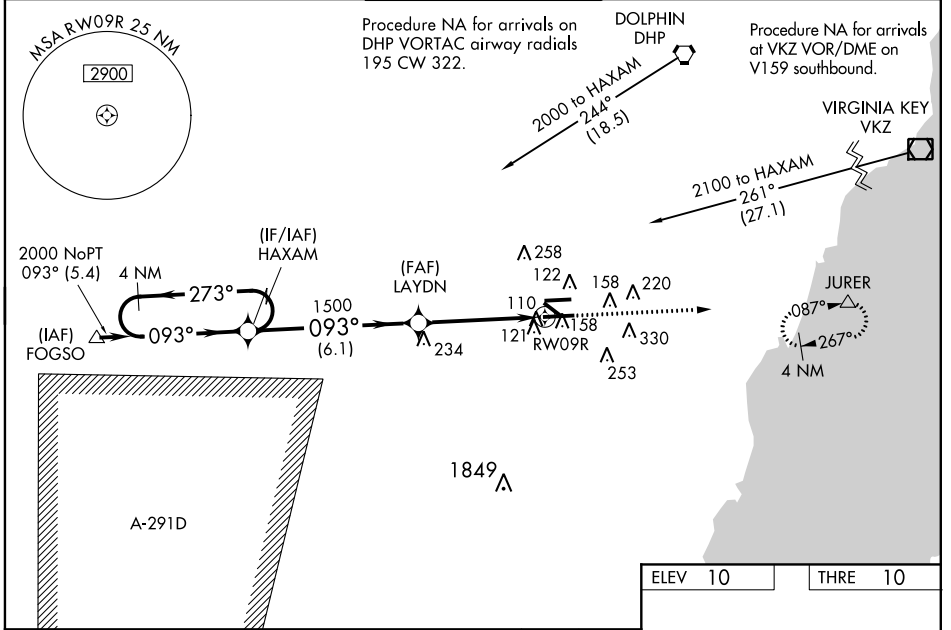 MSA RW09R 25 NM
2900
Procedure NA for arrivals on
DHP VORTAC airway radials
195 CW 322.
DOLPHIN
DHP
Procedure NA for arrivals
at VKZ VOR/DME on
V159 southbound.
2000 to HAXAM
244°
(18.5)
VIRGINIA KEY
VKZ
2100 to HAXAM
261°
(27.1)
2000 NoPT
093° (5.4)
4 NM
(IF/IAF)
HAXAM
273°
093°
(IAF)
FOGSO
1500
093°
(6.1)
(FAF)
LAYDN
234
258
122
110
121
158
RW09R
158
220
330
253
JURER
087°
267°
4 NM
1849
A-291D
ELEV 10
THRE 10